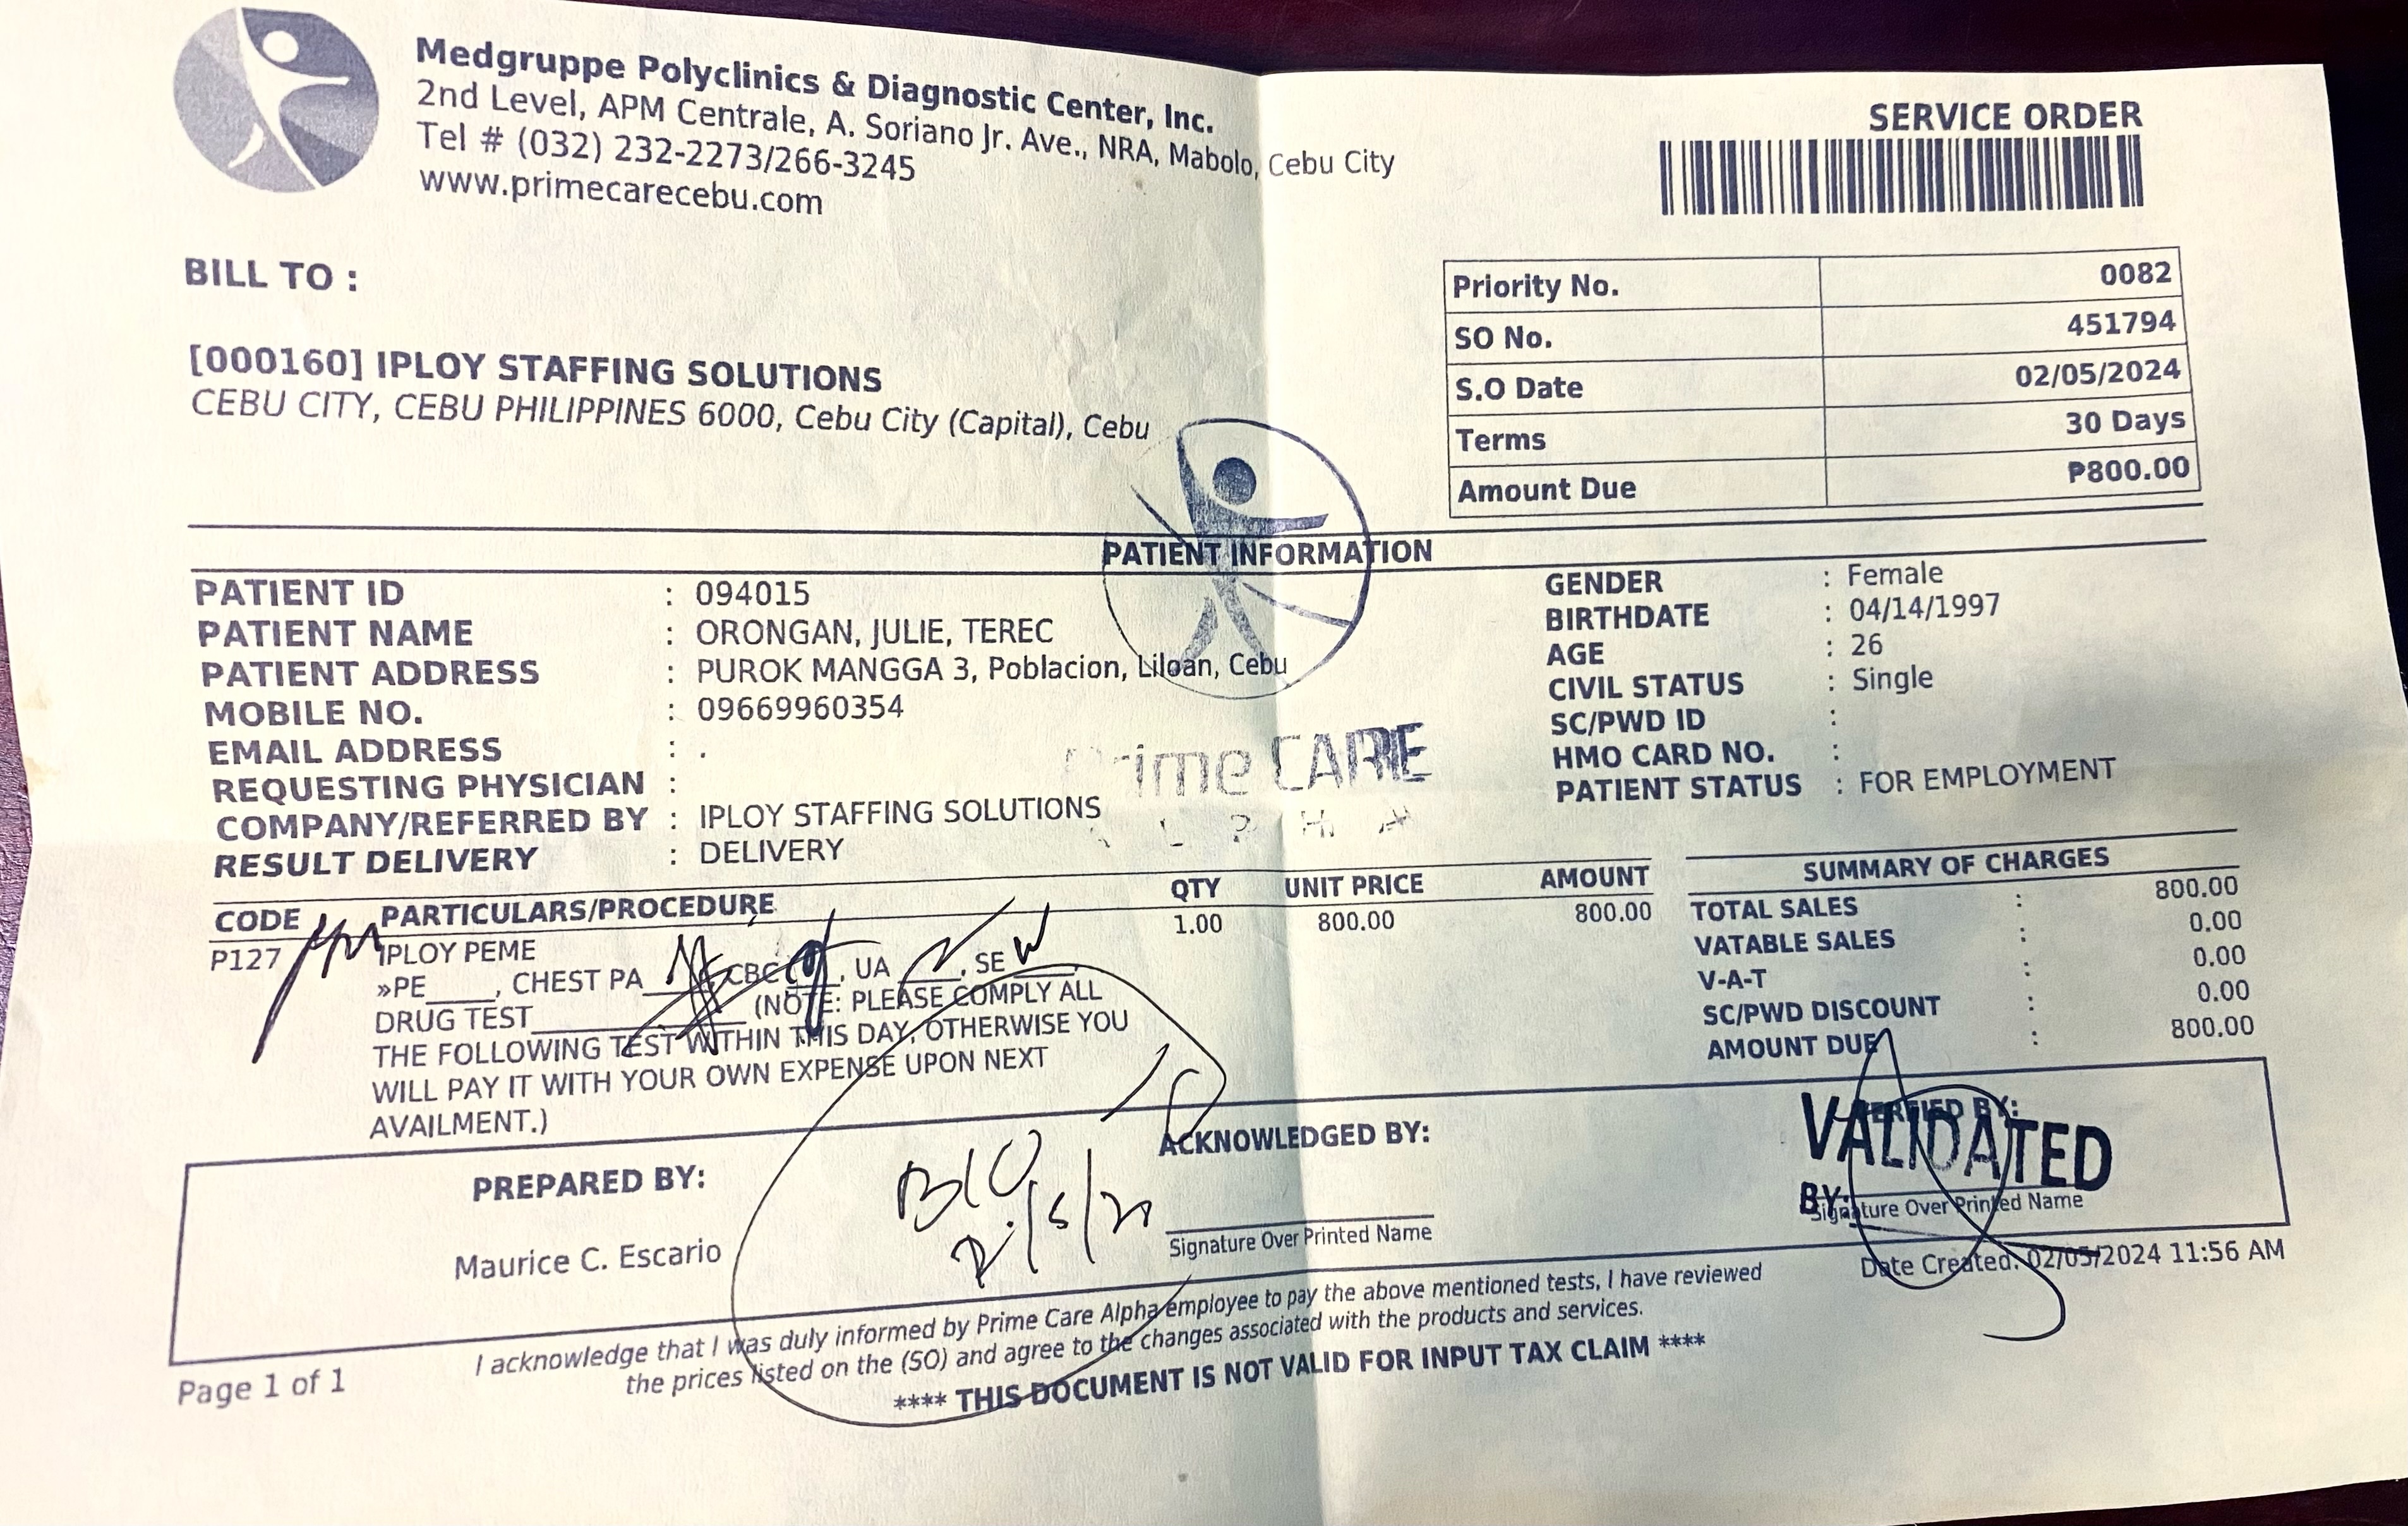 Medgruppe Polyclinics & Diagnostic Center, Inc.
2nd Level, APM Centrale, A. Soriano Jr. Ave., NRA, Mabolo, Cebu City
Tel # (032) 232-2273/266-3245
www.primecarecebu.com
SERVICE ORDER
BILL TO :
[000160] IPLOY STAFFING SOLUTIONS
CEBU CITY, CEBU PHILIPPINES 6000, Cebu City (Capital), Cebu
Priority No. 0082
SO No. 451794
S.O Date 02/05/2024
Terms 30 Days
Amount Due ₱800.00
PATIENT INFORMATION
PATIENT ID : 094015
PATIENT NAME : ORONGAN, JULIE, TEREC
PATIENT ADDRESS : PUROK MANGGA 3, Poblacion, Liloan, Cebu
MOBILE NO. : 09669960354
EMAIL ADDRESS : .
REQUESTING PHYSICIAN :
COMPANY/REFERRED BY : IPLOY STAFFING SOLUTIONS
RESULT DELIVERY : DELIVERY
GENDER : Female
BIRTHDATE : 04/14/1997
AGE : 26
CIVIL STATUS : Single
SC/PWD ID :
HMO CARD NO. :
PATIENT STATUS : FOR EMPLOYMENT
Prime CARE
CODE PARTICULARS/PROCEDURE QTY UNIT PRICE AMOUNT
P127 IPLOY PEME 1.00 800.00 800.00
»PE____, CHEST PA____, CBC____, UA____, SE____,
DRUG TEST____________ (NOTE: PLEASE COMPLY ALL
THE FOLLOWING TEST WITHIN THIS DAY, OTHERWISE YOU
WILL PAY IT WITH YOUR OWN EXPENSE UPON NEXT
AVAILMENT.)
SUMMARY OF CHARGES
TOTAL SALES : 800.00
VATABLE SALES : 0.00
V-A-T : 0.00
SC/PWD DISCOUNT : 0.00
AMOUNT DUE : 800.00
PREPARED BY:
Maurice C. Escario
ACKNOWLEDGED BY:
Signature Over Printed Name
VERIFIED BY:
VALIDATED
BY:
Signature Over Printed Name
Date Created: 02/05/2024 11:56 AM
I acknowledge that I was duly informed by Prime Care Alpha employee to pay the above mentioned tests, I have reviewed
the prices listed on the (SO) and agree to the changes associated with the products and services.
**** THIS DOCUMENT IS NOT VALID FOR INPUT TAX CLAIM ****
Page 1 of 1